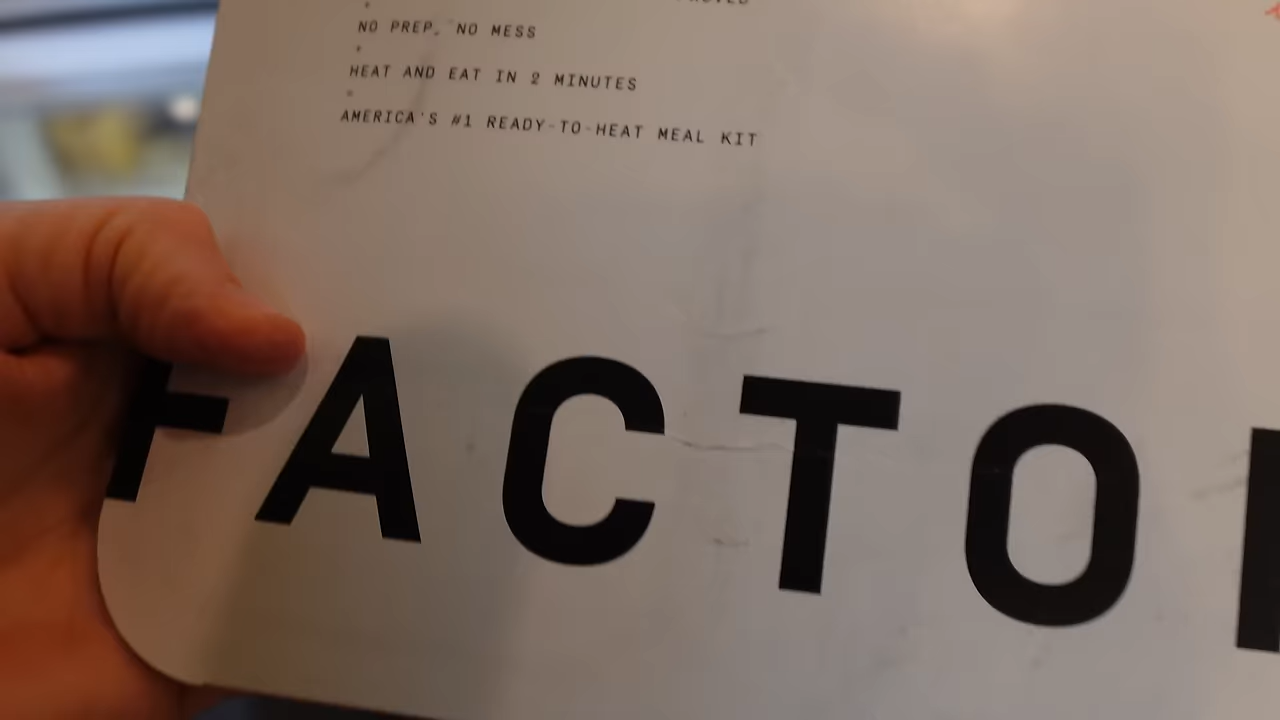 NO PREP, NO MESS
HEAT AND EAT IN 2 MINUTES
AMERICA'S #1 READY-TO-HEAT MEAL KIT
FACTO